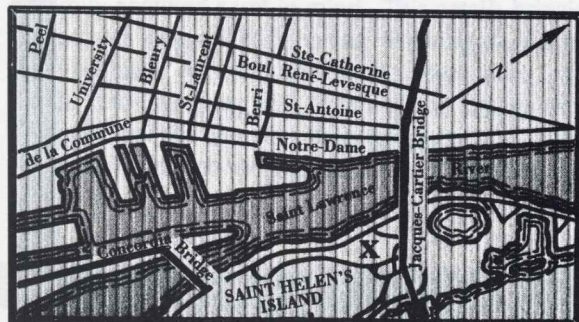 Peel
University
Bleury
St-Laurent
Berri
Ste-Catherine
Boul. René-Levesque
St-Antoine
Notre-Dame
de la Commune
N
Jacques-Cartier Bridge
River
Saint Lawrence
Concordia Bridge
X
SAINT HELEN'S
ISLAND